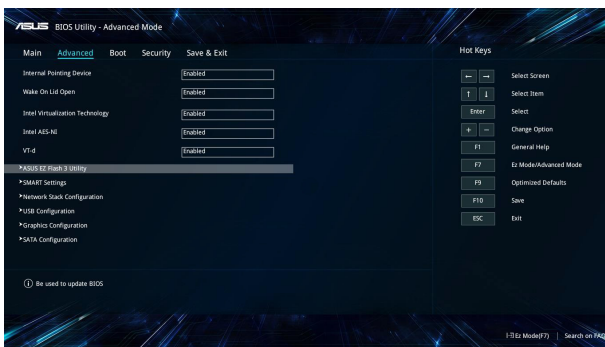 ASUS BIOS Utility - Advanced Mode
Main Advanced Boot Security Save & Exit
Internal Pointing Device Enabled
Wake On Lid Open Enabled
Intel Virtualization Technology Enabled
Intel AES-NI Enabled
VT-d Enabled
ASUS EZ Flash 3 Utility
SMART Settings
Network Stack Configuration
USB Configuration
Graphics Configuration
SATA Configuration
Be used to update BIOS
Hot Keys
← → Select Screen
↑ ↓ Select Item
Enter Select
+ − Change Option
F1 General Help
F7 Ez Mode/Advanced Mode
F9 Optimized Defaults
F10 Save
ESC Exit
Ez Mode(F7) | Search on FAQ